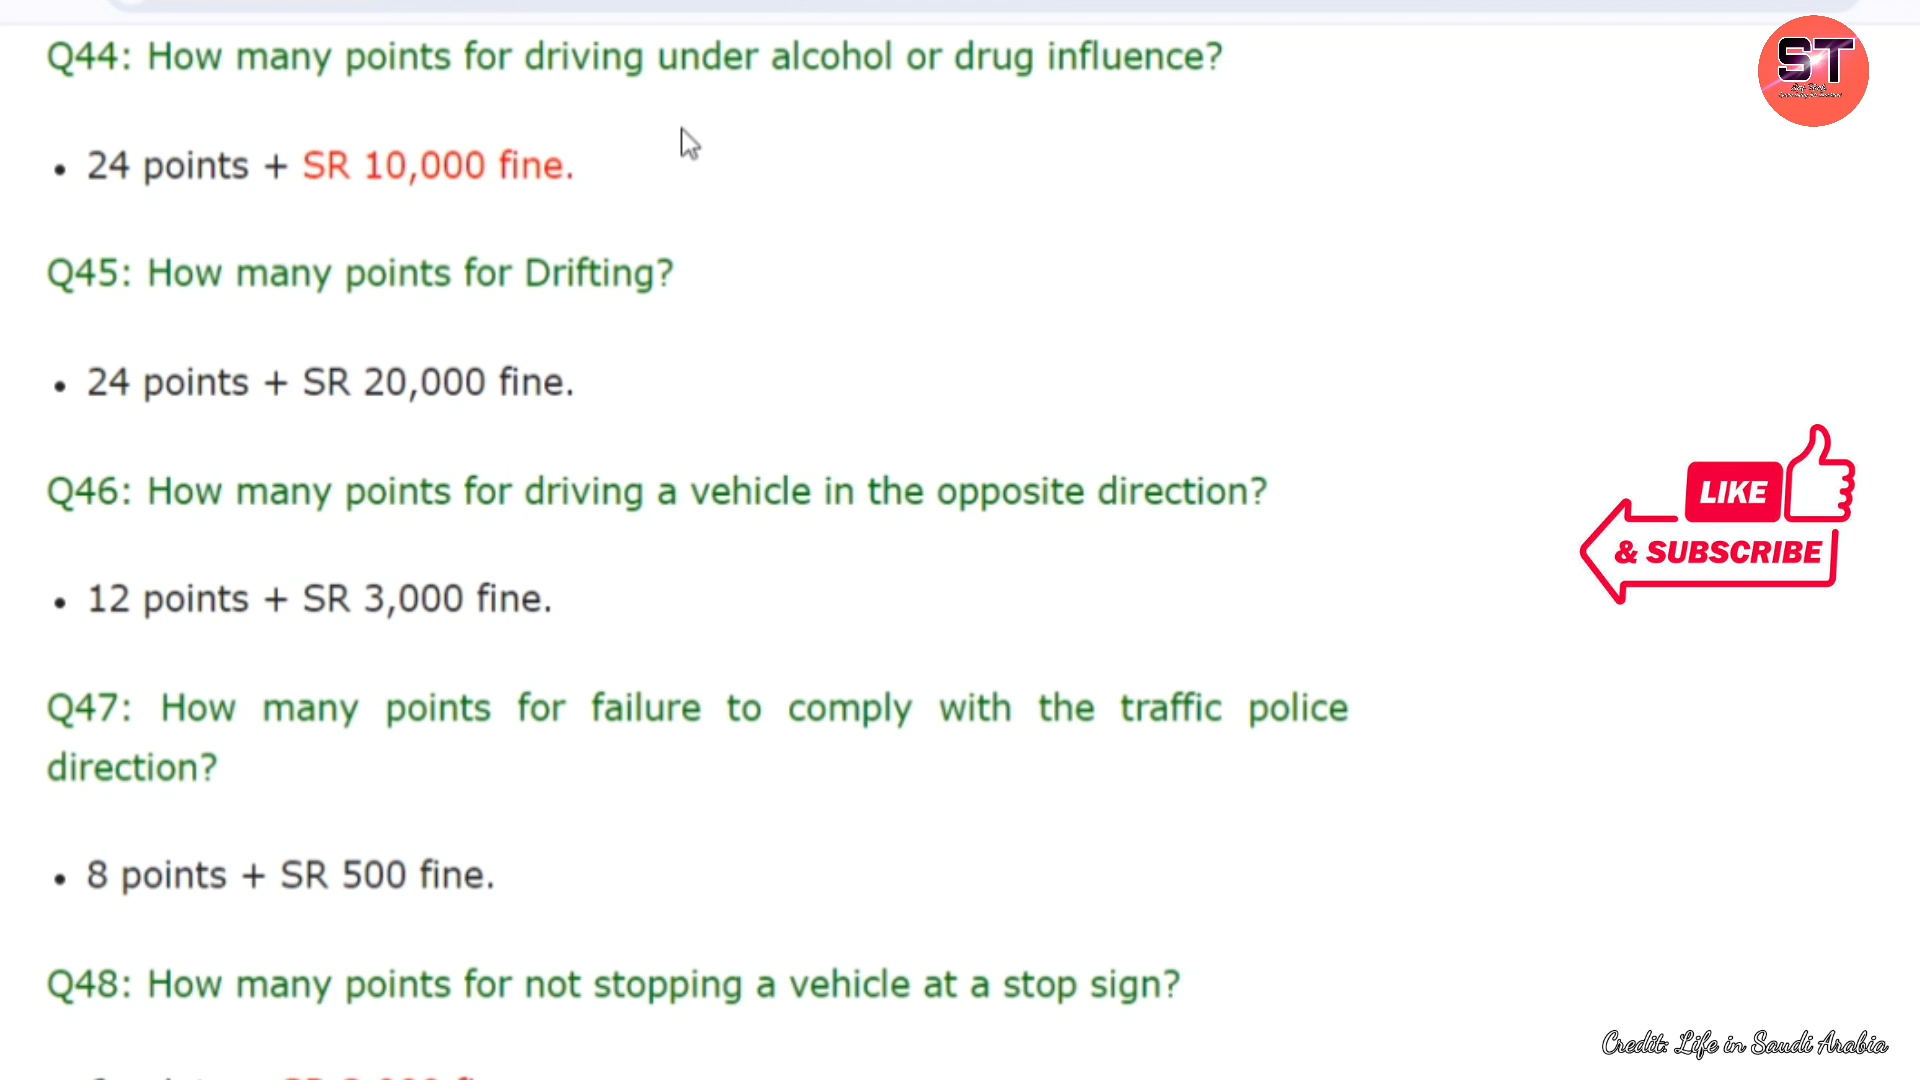 Q44: How many points for driving under alcohol or drug influence?
• 24 points + SR 10,000 fine.
Q45: How many points for Drifting?
• 24 points + SR 20,000 fine.
Q46: How many points for driving a vehicle in the opposite direction?
• 12 points + SR 3,000 fine.
Q47: How many points for failure to comply with the traffic police
direction?
• 8 points + SR 500 fine.
Q48: How many points for not stopping a vehicle at a stop sign?
ST
LIKE
& SUBSCRIBE
Credit: Life in Saudi Arabia